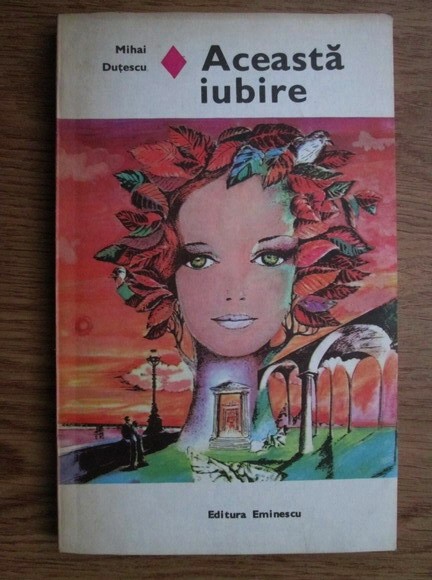 Mihai
Duțescu
Această
iubire
Editura Eminescu